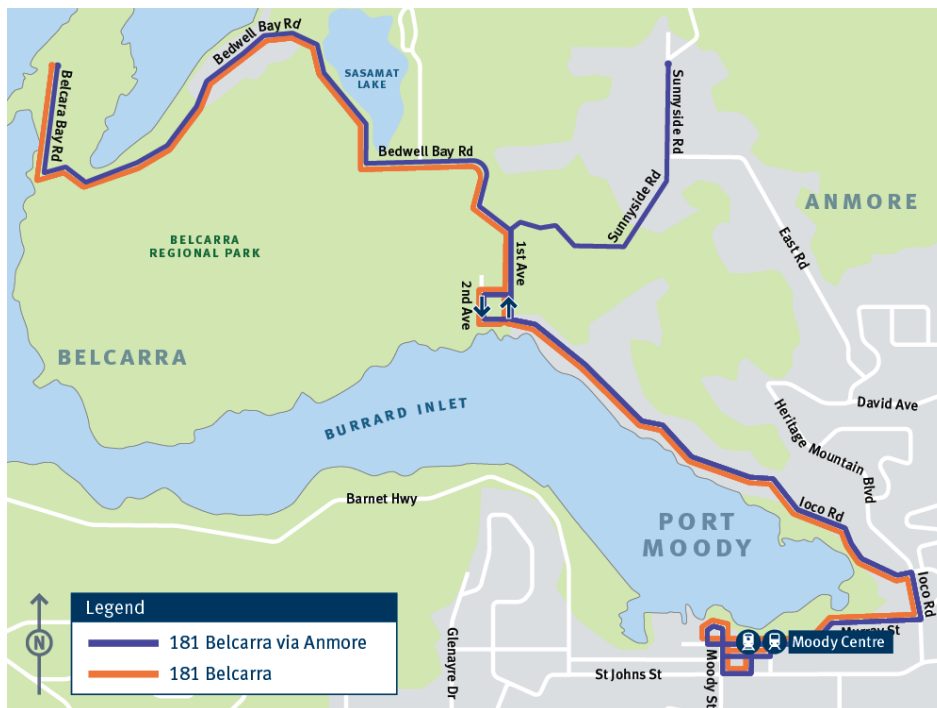 Bedwell Bay Rd
SASAMAT
LAKE
Belcara Bay Rd
Sunnyside Rd
Bedwell Bay Rd
Sunnyside Rd
ANMORE
BELCARRA
REGIONAL PARK
1st Ave
East Rd
2nd Ave
BELCARRA
BURRARD INLET
David Ave
Heritage Mountain
Blvd
Barnet Hwy
Ioco Rd
PORT
MOODY
Ioco Rd
Legend
N
181 Belcarra via Anmore
181 Belcarra
Glenayre Dr
Murray St
Moody Centre
St Johns St
Moody St